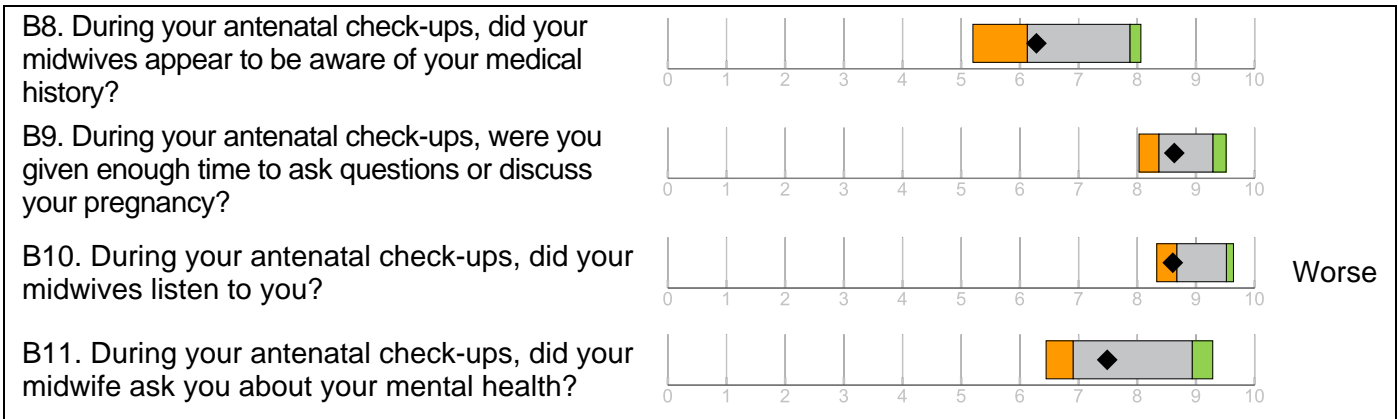 B8. During your antenatal check-ups, did your
midwives appear to be aware of your medical
history?
0 1 2 3 4 5 6 7 8 9 10
B9. During your antenatal check-ups, were you
given enough time to ask questions or discuss
your pregnancy?
0 1 2 3 4 5 6 7 8 9 10
B10. During your antenatal check-ups, did your
midwives listen to you?
Worse
0 1 2 3 4 5 6 7 8 9 10
B11. During your antenatal check-ups, did your
midwife ask you about your mental health?
0 1 2 3 4 5 6 7 8 9 10